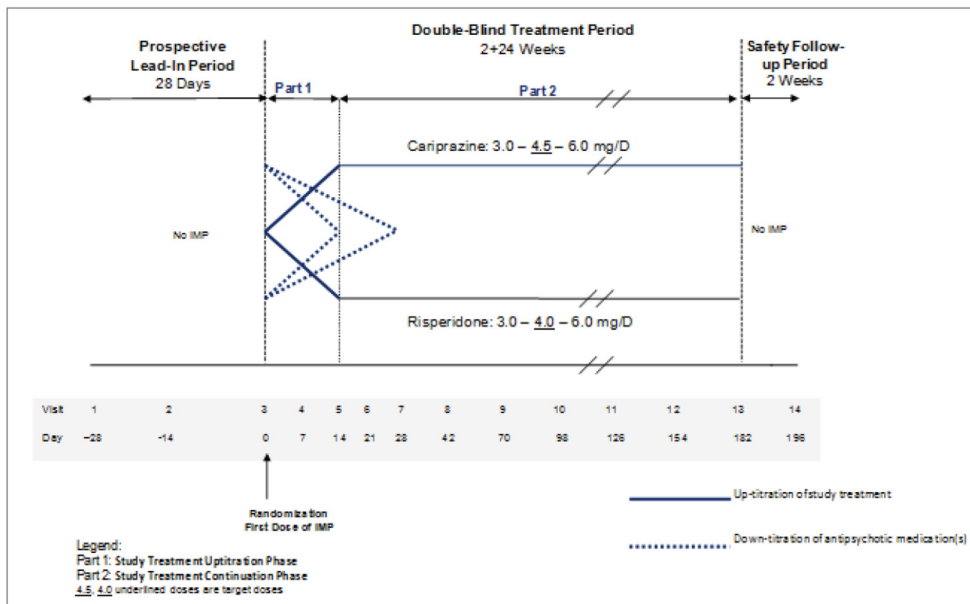 Double-Blind Treatment Period
2+24 Weeks
Prospective
Lead-In Period
28 Days
Safety Follow-
up Period
2 Weeks
Part 1
Part 2
Cariprazine: 3.0 – 4.5 – 6.0 mg/D
No IMP
No IMP
Risperidone: 3.0 – 4.0 – 6.0 mg/D
Visit 1 2 3 4 5 6 7 8 9 10 11 12 13 14
Day –28 -14 0 7 14 21 28 42 70 98 126 154 182 196
Randomization
First Dose of IMP
Up-titration of study treatment
Down-titration of antipsychotic medication(s)
Legend:
Part 1: Study Treatment Uptitration Phase
Part 2: Study Treatment Continuation Phase
4.5, 4.0 underlined doses are target doses